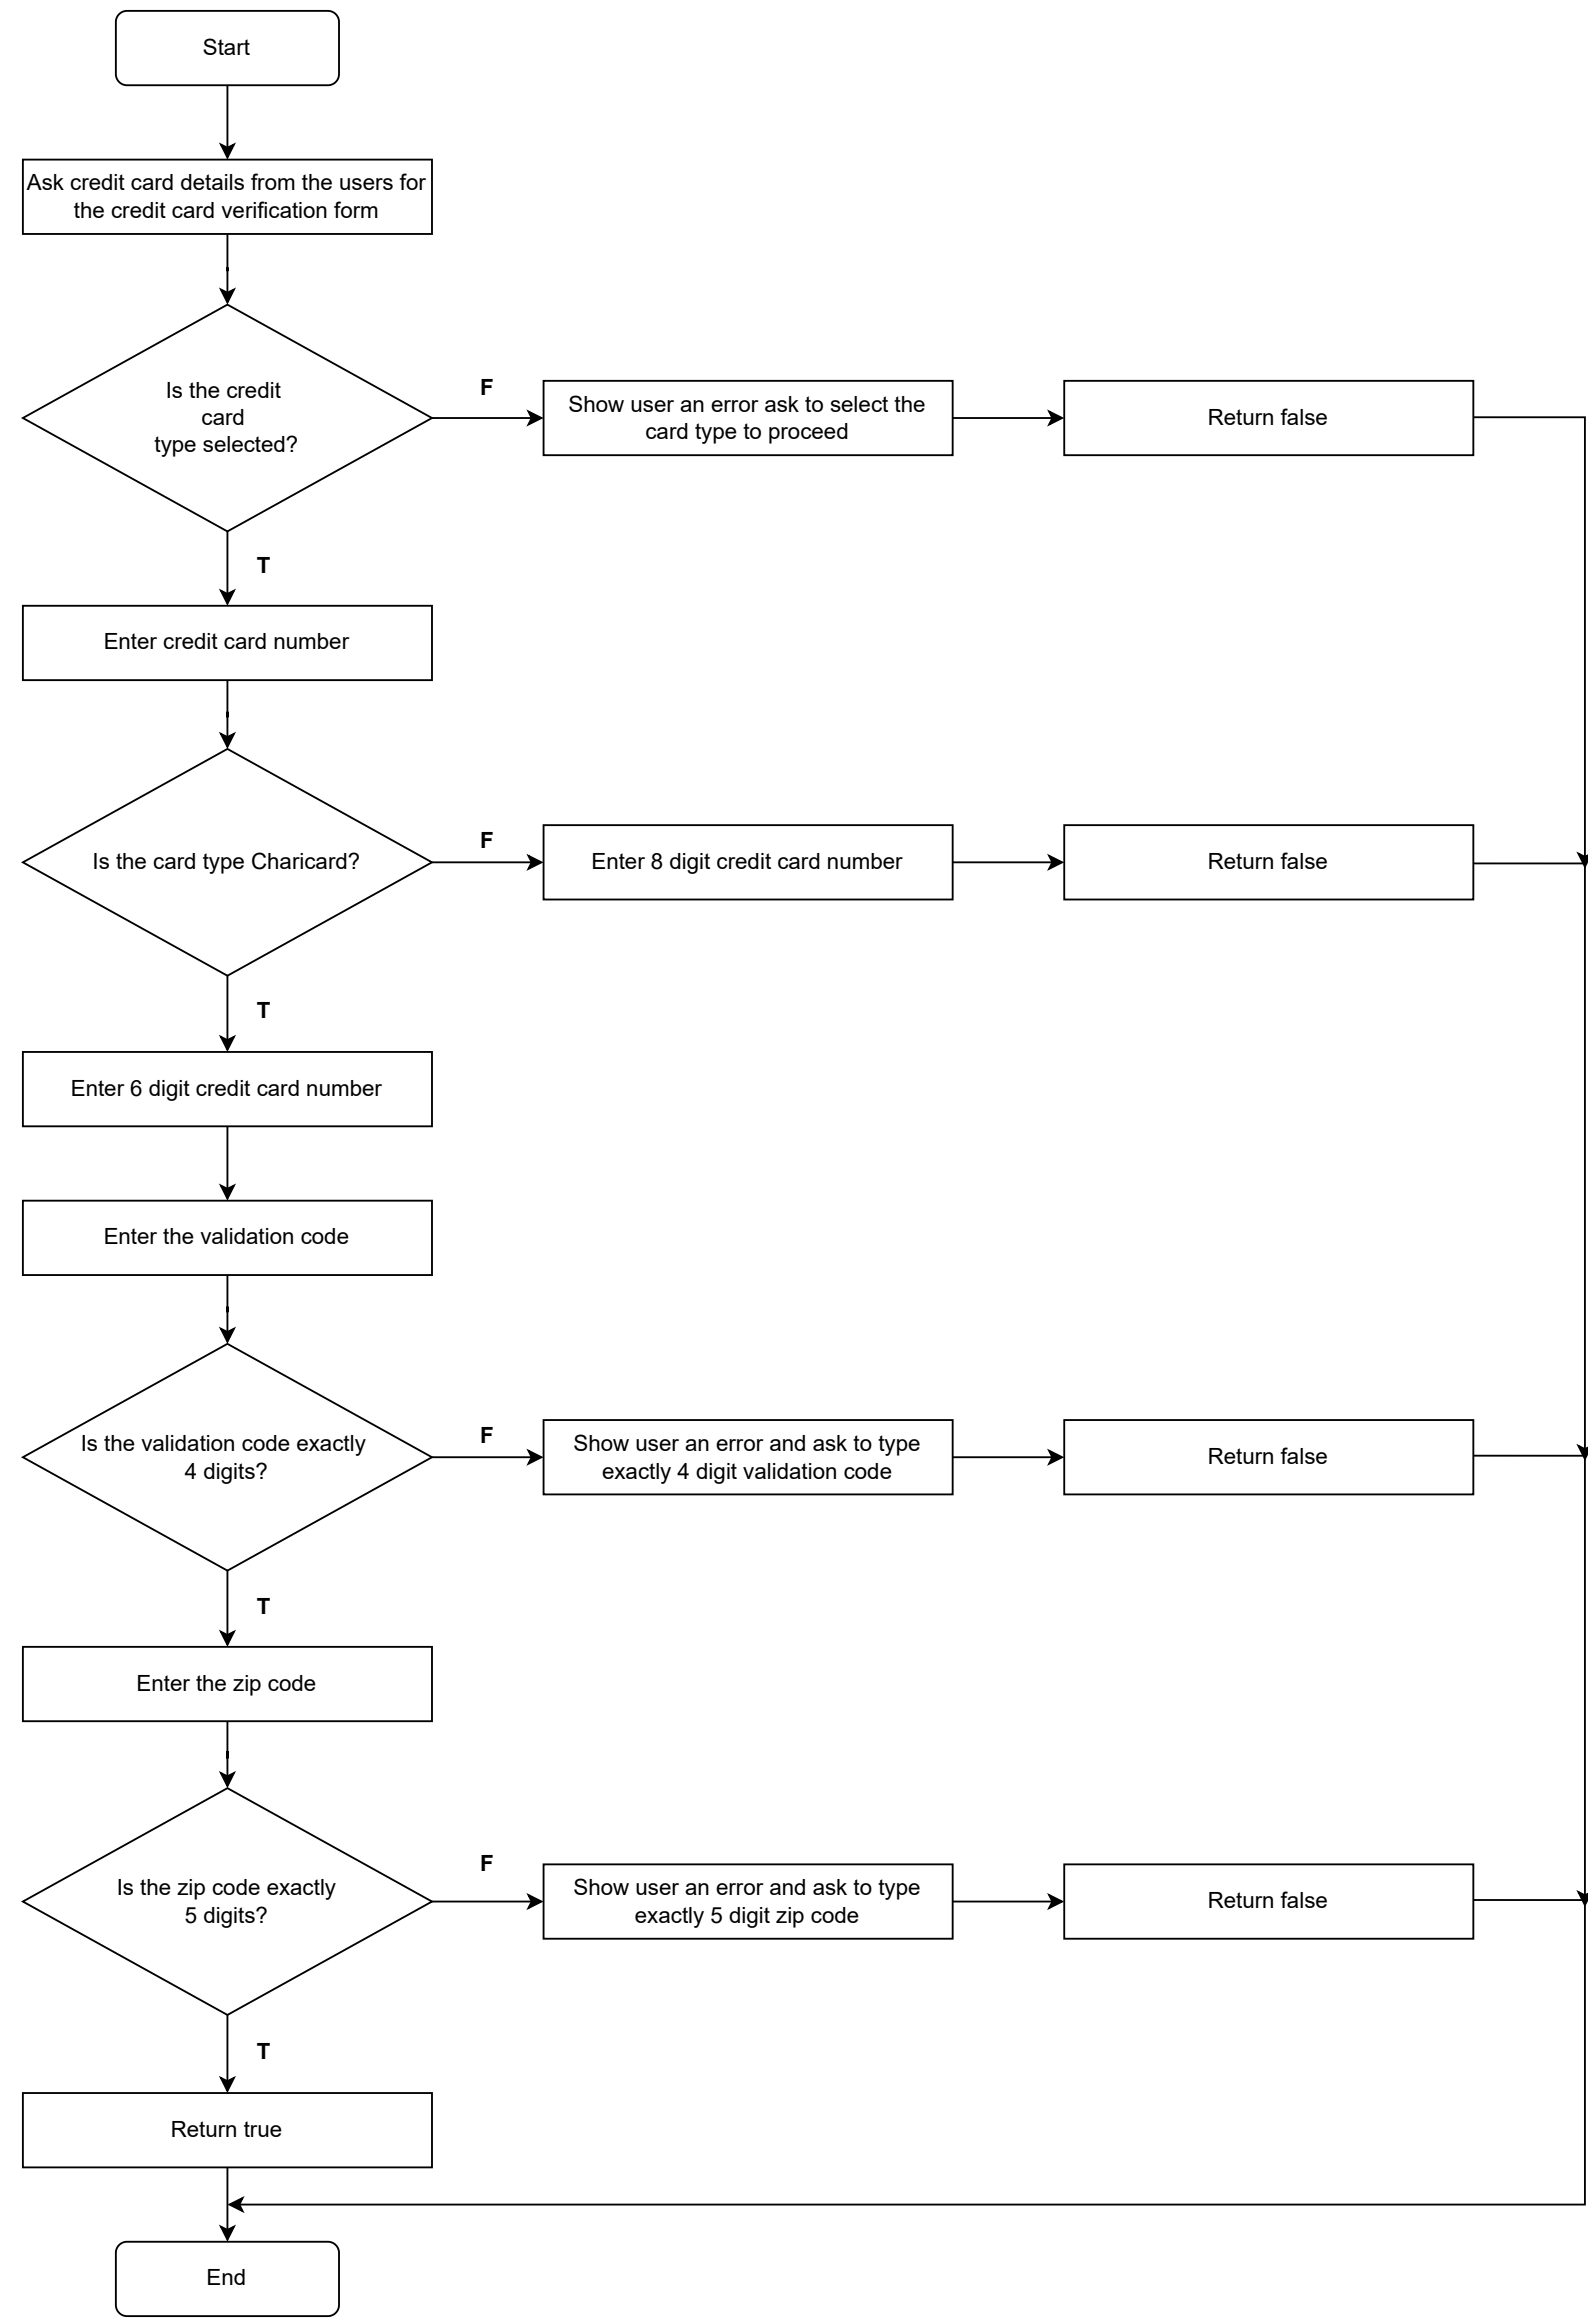 Start
Ask credit card details from the users for
the credit card verification form
Is the credit
card
type selected?
F
Show user an error ask to select the
card type to proceed
Return false
T
Enter credit card number
Is the card type Charicard?
F
Enter 8 digit credit card number
Return false
T
Enter 6 digit credit card number
Enter the validation code
Is the validation code exactly
4 digits?
F
Show user an error and ask to type
exactly 4 digit validation code
Return false
T
Enter the zip code
Is the zip code exactly
5 digits?
F
Show user an error and ask to type
exactly 5 digit zip code
Return false
T
Return true
End